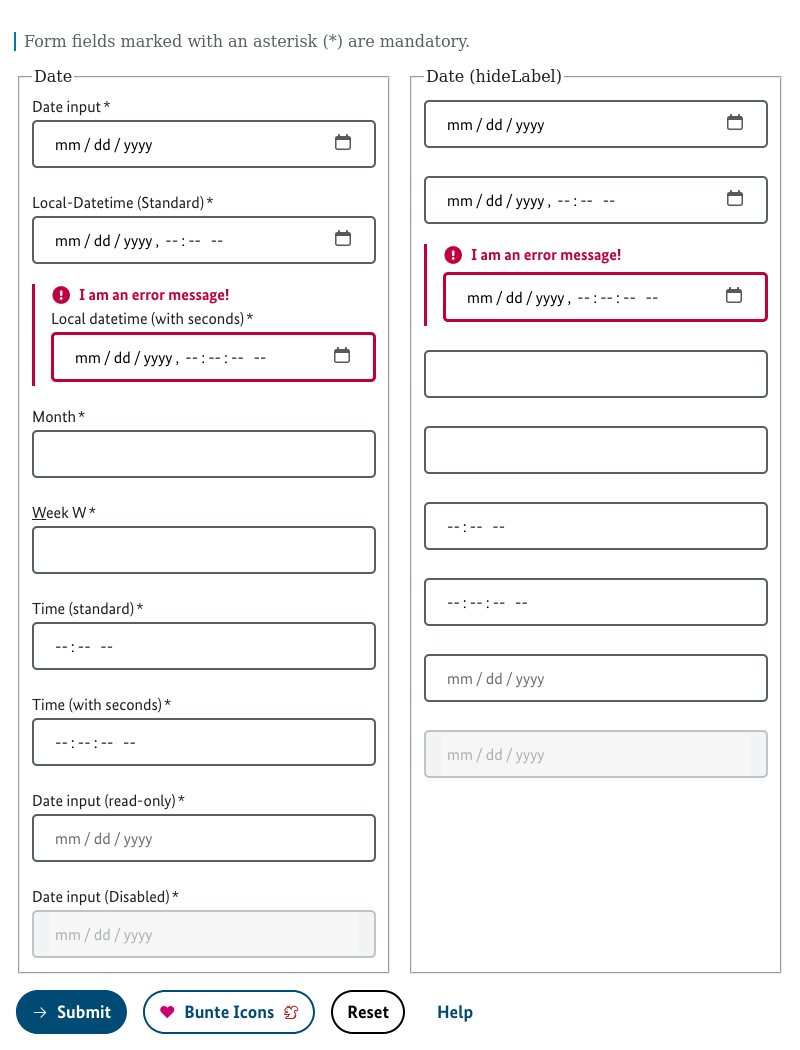 Form fields marked with an asterisk (*) are mandatory.
Date
Date input *
mm / dd / yyyy
Local-Datetime (Standard) *
mm / dd / yyyy , -- : -- --
I am an error message!
Local datetime (with seconds) *
mm / dd / yyyy , -- : -- : -- --
Month *
Week W *
Time (standard) *
-- : -- --
Time (with seconds) *
-- : -- : -- --
Date input (read-only) *
mm / dd / yyyy
Date input (Disabled) *
mm / dd / yyyy
Date (hideLabel)
mm / dd / yyyy
mm / dd / yyyy , -- : -- --
I am an error message!
mm / dd / yyyy , -- : -- : -- --
-- : -- --
-- : -- : -- --
mm / dd / yyyy
mm / dd / yyyy
Submit
Bunte Icons
Reset
Help